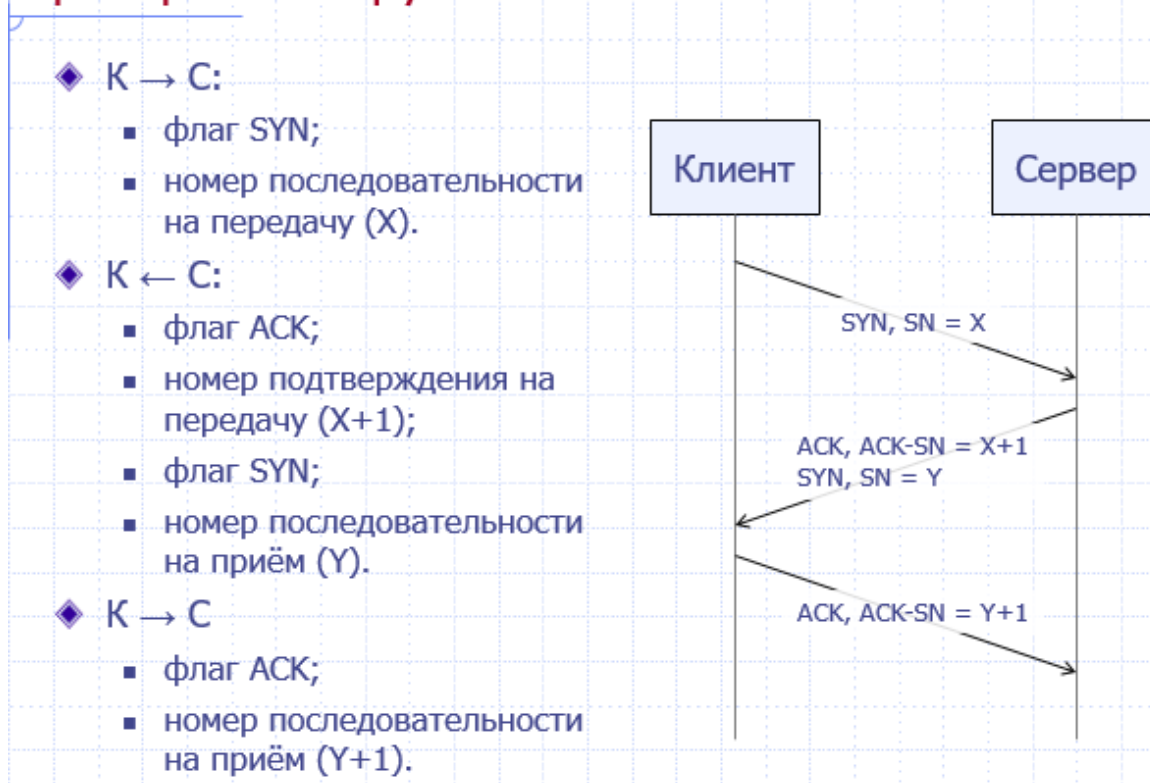 К → С:
флаг SYN;
номер последовательности
на передачу (X).
К ← С:
флаг ACK;
номер подтверждения на
передачу (X+1);
флаг SYN;
номер последовательности
на приём (Y).
К → С
флаг ACK;
номер последовательности
на приём (Y+1).
Клиент
Сервер
SYN, SN = X
ACK, ACK-SN = X+1
SYN, SN = Y
ACK, ACK-SN = Y+1